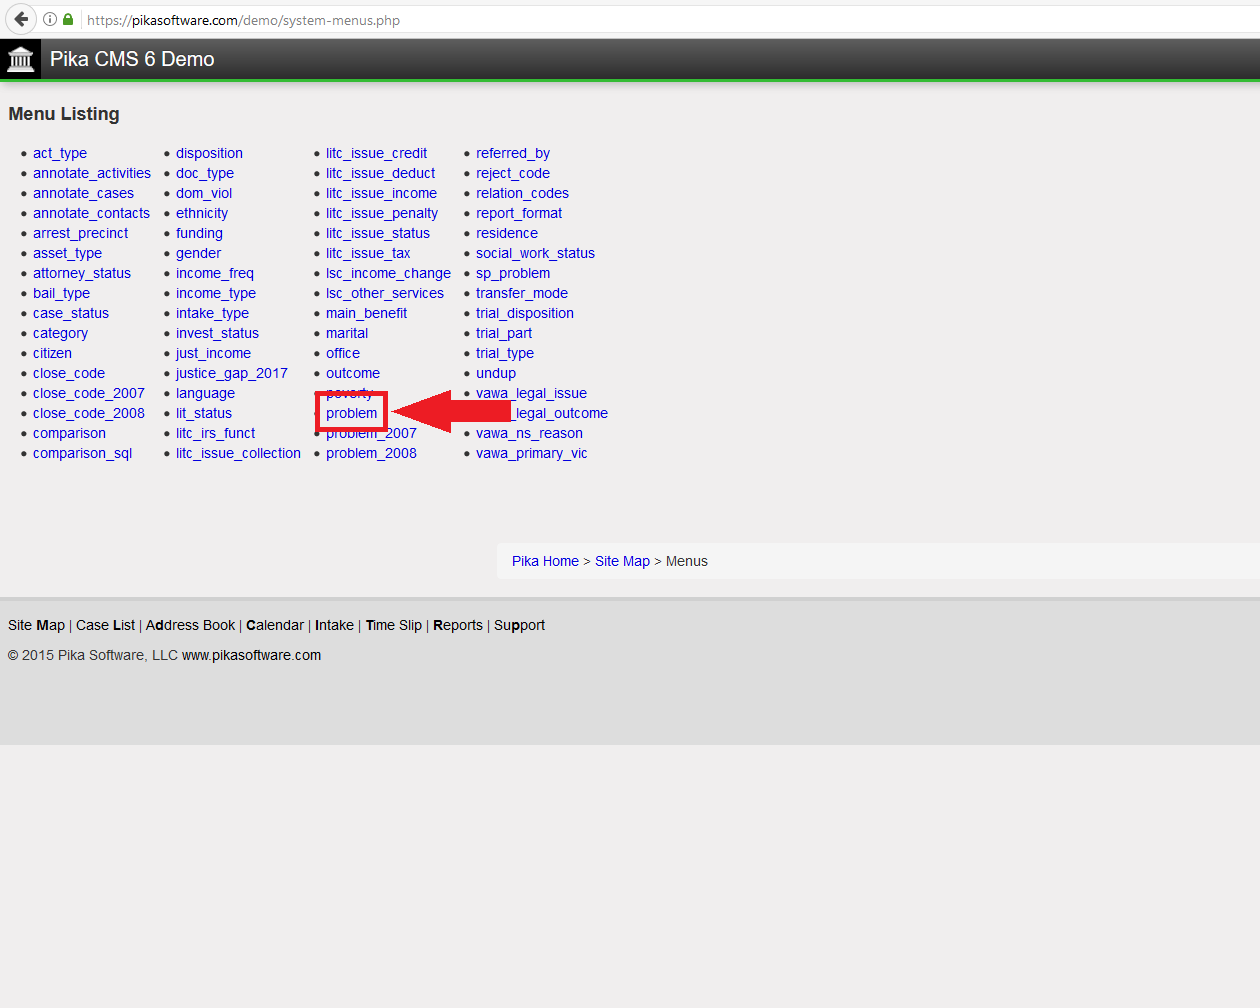 https://pikasoftware.com/demo/system-menus.php
Pika CMS 6 Demo
Menu Listing
act_type
annotate_activities
annotate_cases
annotate_contacts
arrest_precinct
asset_type
attorney_status
bail_type
case_status
category
citizen
close_code
close_code_2007
close_code_2008
comparison
comparison_sql
disposition
doc_type
dom_viol
ethnicity
funding
gender
income_freq
income_type
intake_type
invest_status
just_income
justice_gap_2017
language
lit_status
litc_irs_funct
litc_issue_collection
litc_issue_credit
litc_issue_deduct
litc_issue_income
litc_issue_penalty
litc_issue_status
litc_issue_tax
lsc_income_change
lsc_other_services
main_benefit
marital
office
outcome
poverty
problem
problem_2007
problem_2008
referred_by
reject_code
relation_codes
report_format
residence
social_work_status
sp_problem
transfer_mode
trial_disposition
trial_part
trial_type
undup
vawa_legal_issue
_legal_outcome
vawa_ns_reason
vawa_primary_vic
Pika Home > Site Map > Menus
Site Map | Case List | Address Book | Calendar | Intake | Time Slip | Reports | Support
© 2015 Pika Software, LLC www.pikasoftware.com